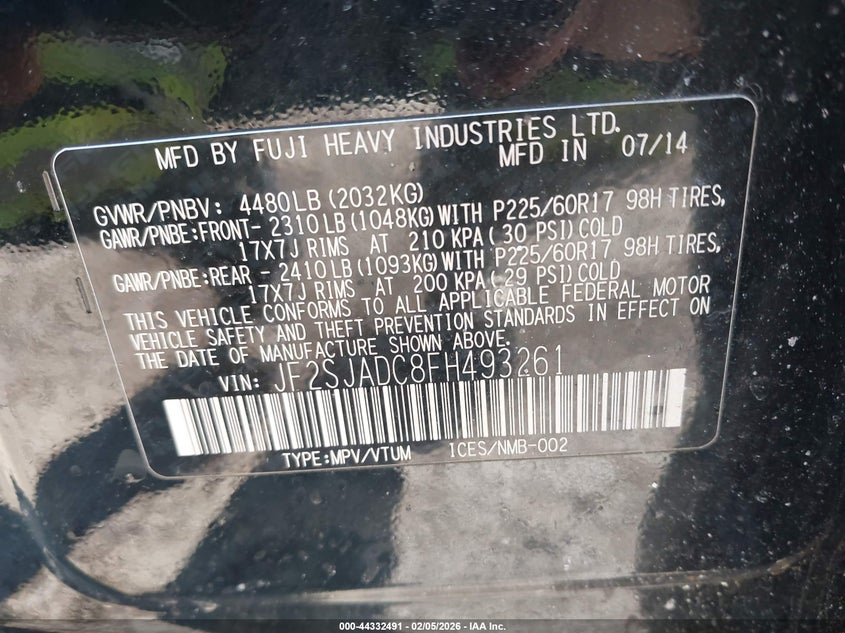 MFD BY FUJI HEAVY INDUSTRIES LTD.
MFD IN 07/14
GVWR/PNBV: 4480LB (2032KG)
GAWR/PNBE:FRONT- 2310LB (1048KG) WITH P225/60R17 98H TIRES,
17X7J RIMS AT 210 KPA ( 30 PSI) COLD
GAWR/PNBE:REAR - 2410LB (1093KG) WITH P225/60R17 98H TIRES,
17X7J RIMS AT 200 KPA ( 29 PSI) COLD
THIS VEHICLE CONFORMS TO ALL APPLICABLE FEDERAL MOTOR
VEHICLE SAFETY AND THEFT PREVENTION STANDARDS IN EFFECT ON
THE DATE OF MANUFACTURE SHOWN ABOVE.
VIN: JF2SJADC8FH493261
TYPE:MPV/VTUM ICES/NMB-002
000-44332491 - 02/05/2026 - IAA Inc.